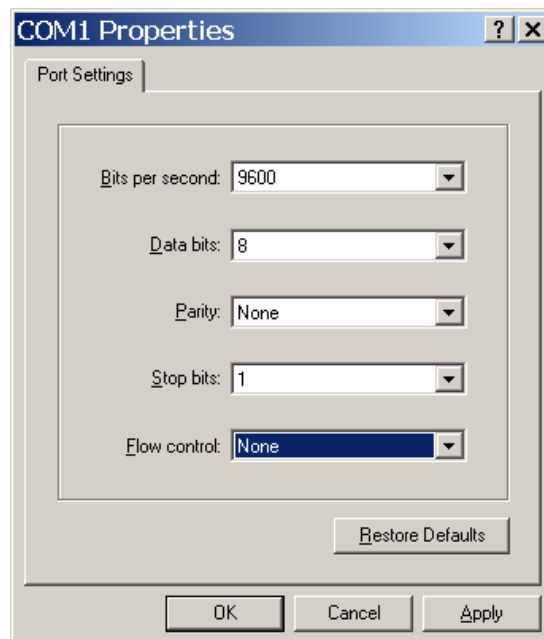 COM1 Properties
Port Settings
Bits per second: 9600
Data bits: 8
Parity: None
Stop bits: 1
Flow control: None
Restore Defaults
OK Cancel Apply